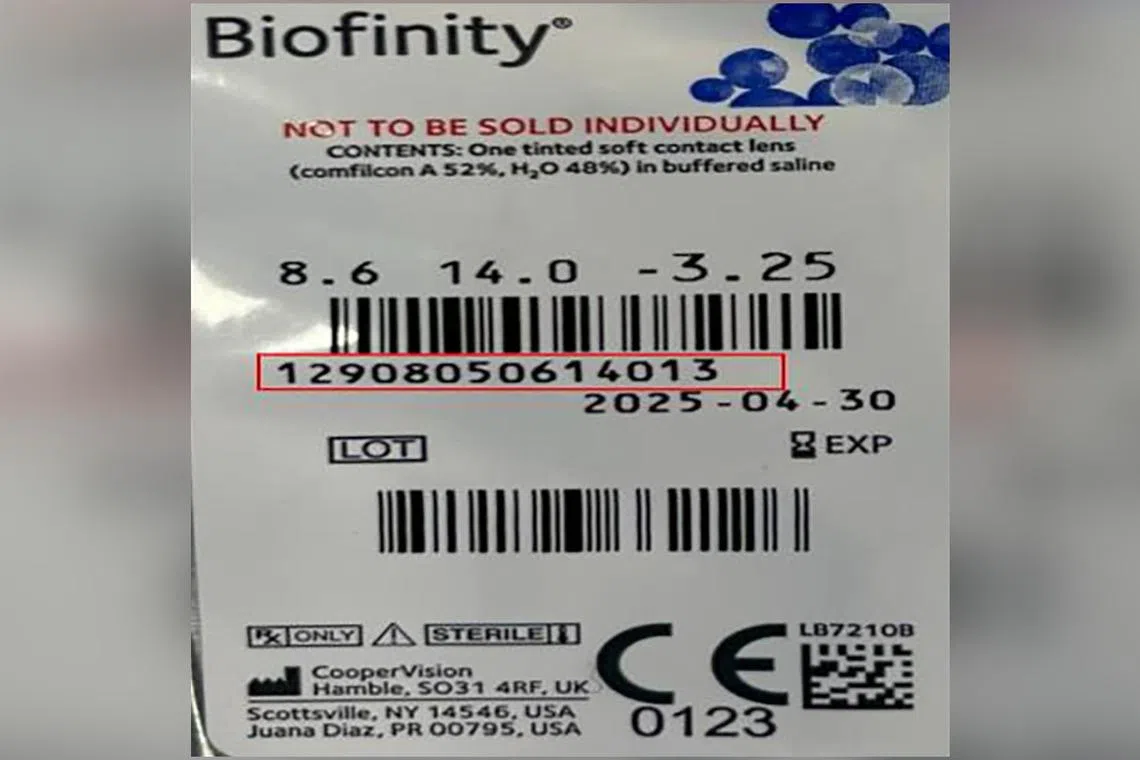 Biofinity®
NOT TO BE SOLD INDIVIDUALLY
CONTENTS: One tinted soft contact lens
(comfilcon A 52%, H₂O 48%) in buffered saline
8.6 14.0 -3.25
12908050614013
2025-04-30
LOT
EXP
Rx ONLY STERILE
LB7210B
CE
CooperVision
Hamble, SO31 4RF, UK
Scottsville, NY 14546, USA
Juana Diaz, PR 00795, USA
0123